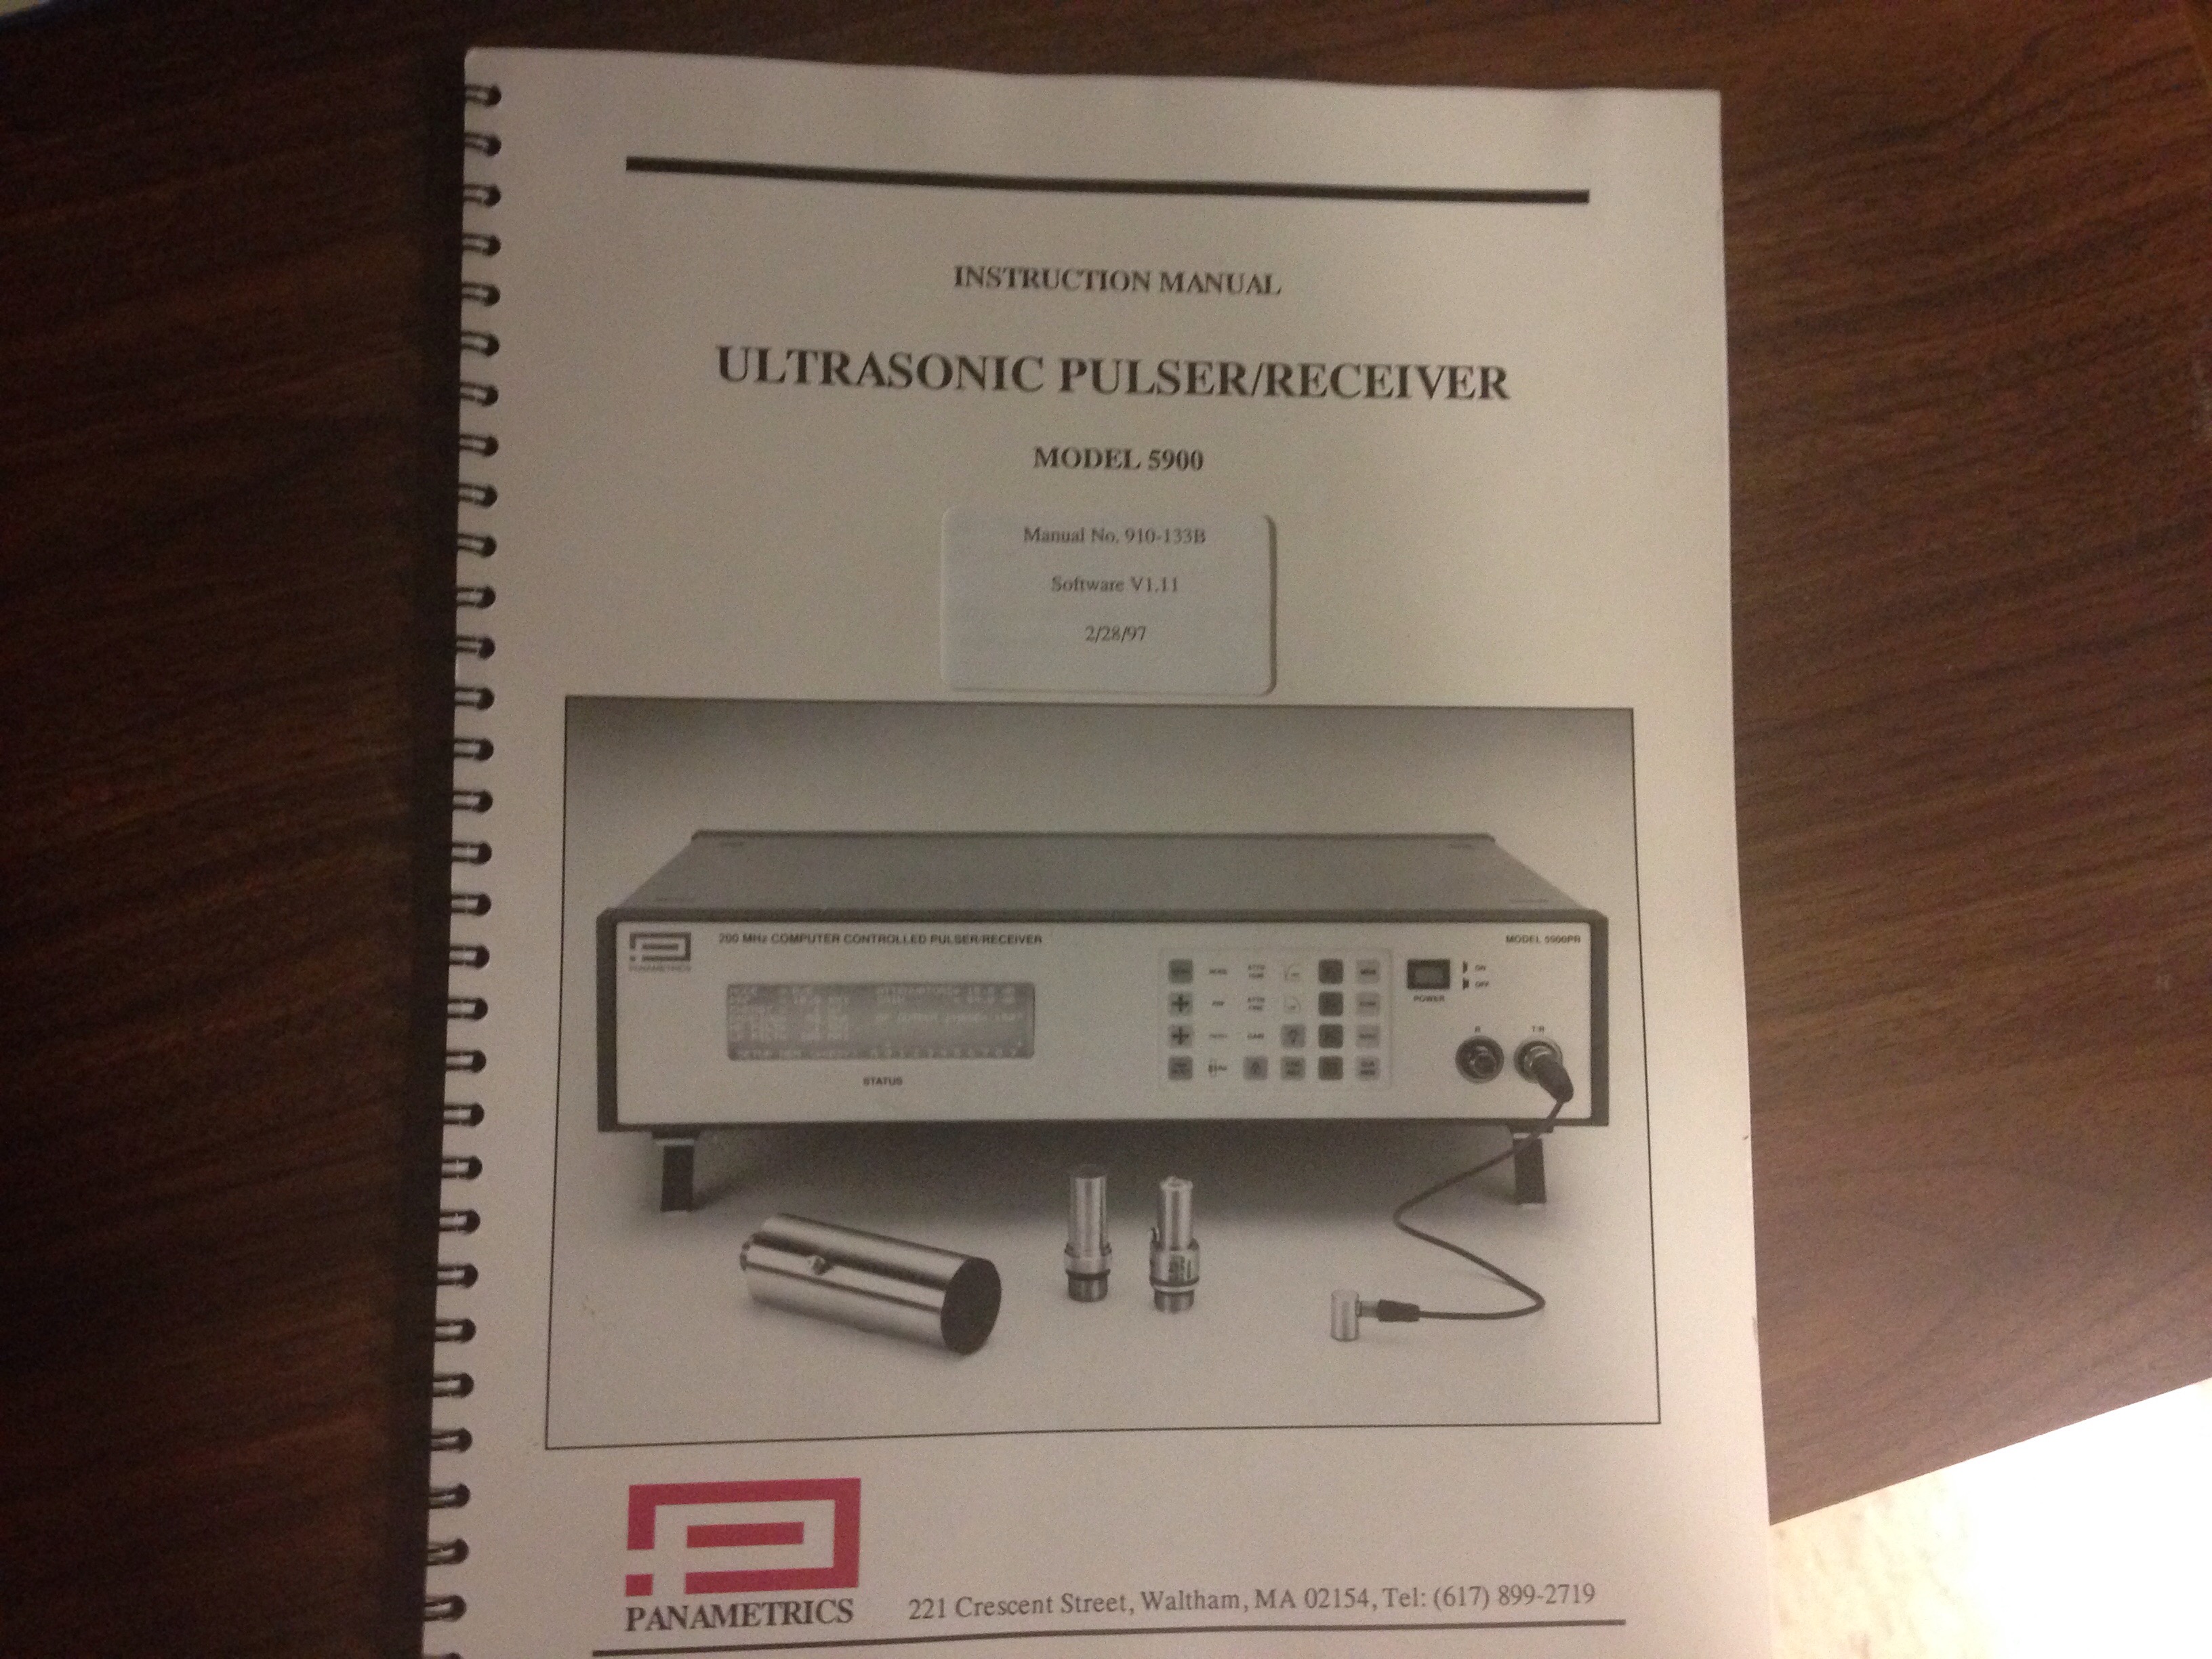 INSTRUCTION MANUAL
ULTRASONIC PULSER/RECEIVER
MODEL 5900
Manual No. 910-133B
Software V1.11
2/28/97
PANAMETRICS
200 MHz COMPUTER CONTROLLED PULSER/RECEIVER
MODEL 5900PR
STATUS
ON
OFF
POWER
R
T/R
PANAMETRICS
221 Crescent Street, Waltham, MA 02154, Tel: (617) 899-2719